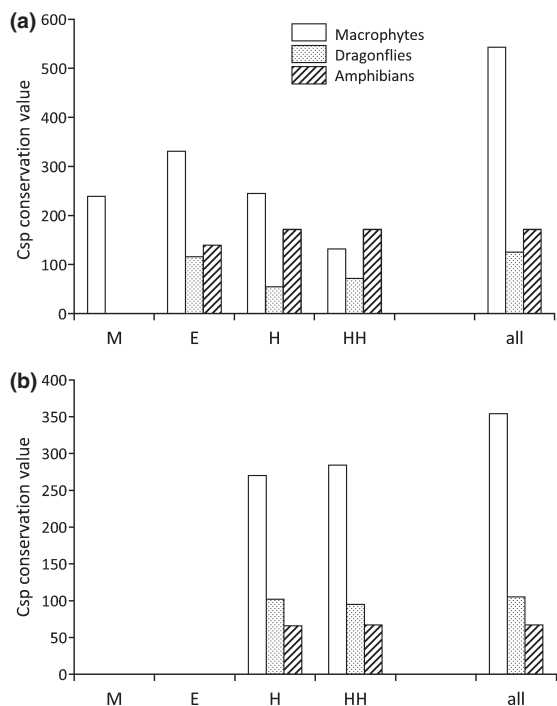 (a)
Csp conservation value
600
500
400
300
200
100
0
Macrophytes
Dragonflies
Amphibians
M E H HH all
(b)
Csp conservation value
400
350
300
250
200
150
100
50
0
M E H HH all